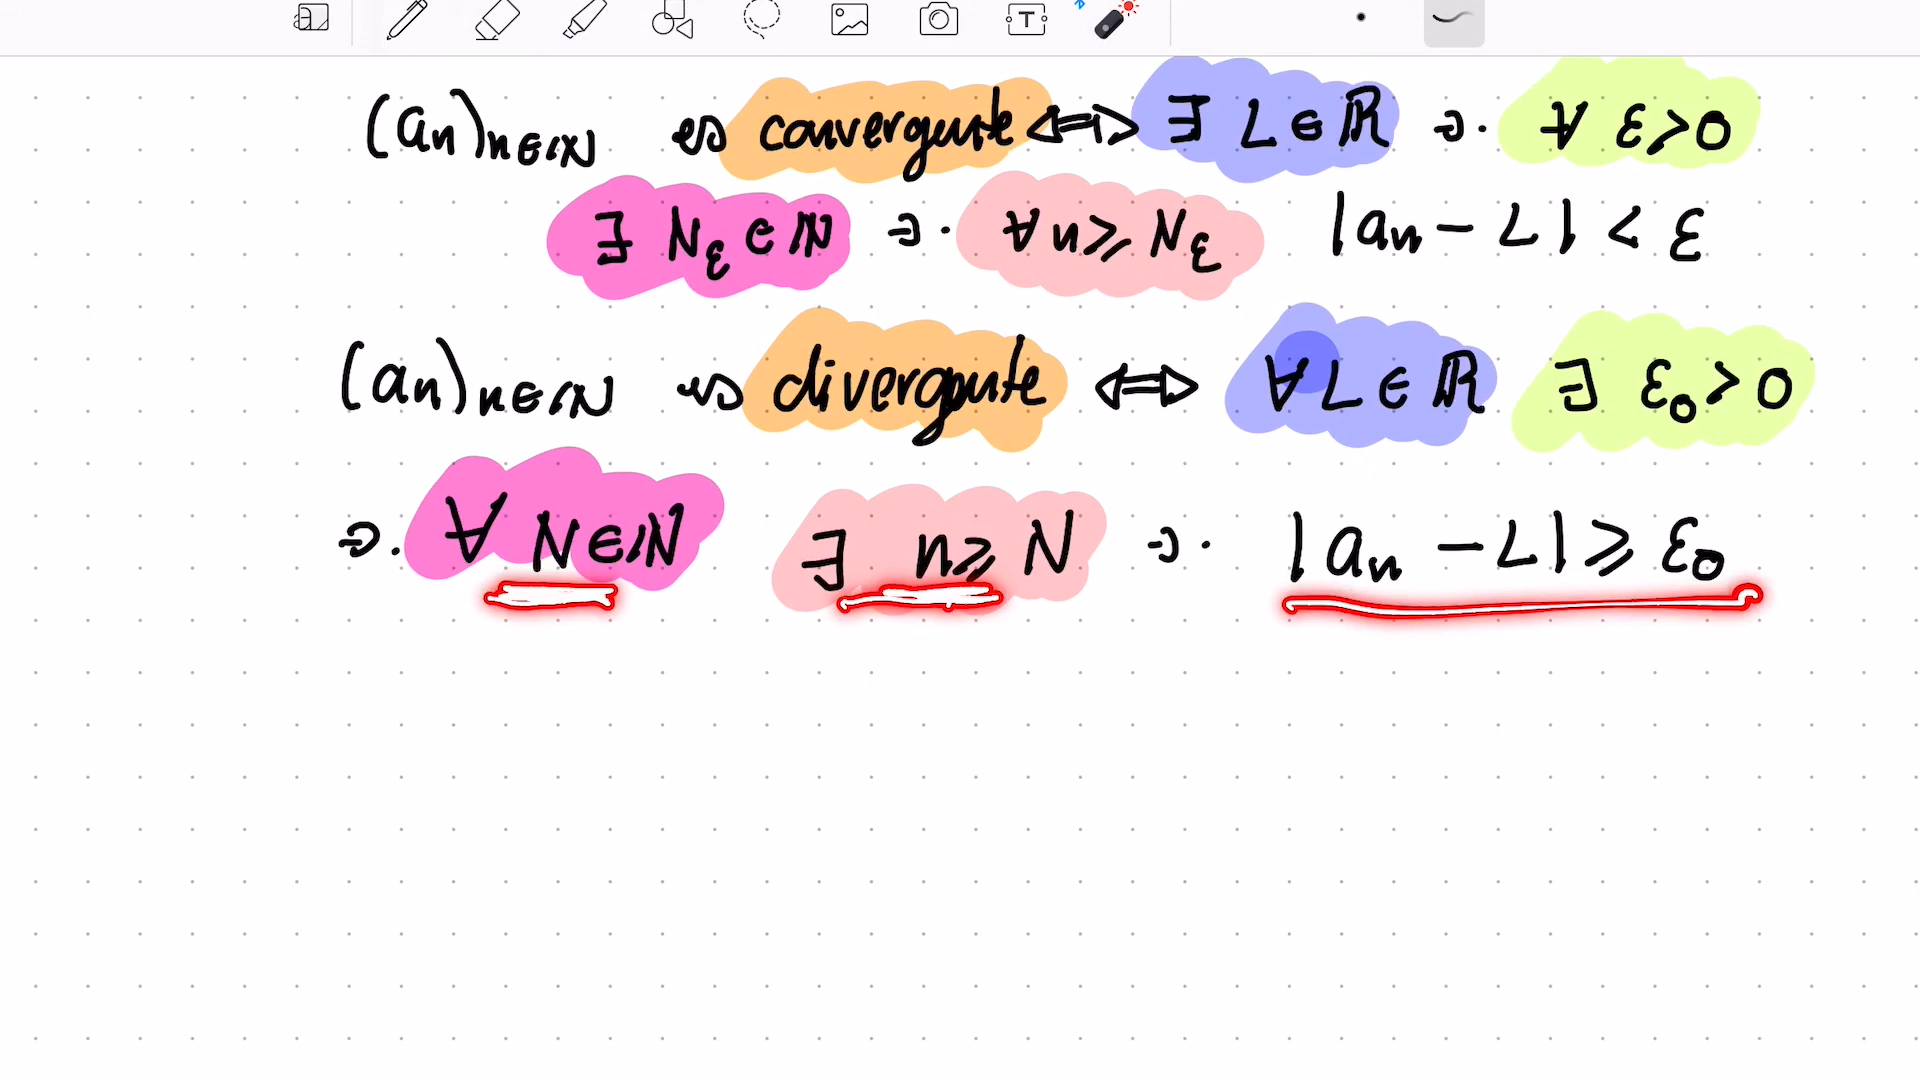 (aₙ)ₙ∈ℕ es convergente ⟺ ∃ L ∈ ℝ ∋· ∀ ε > 0
∃ N_ε ∈ ℕ ∋· ∀ n ⩾ N_ε |aₙ − L| < ε
(aₙ)ₙ∈ℕ es divergente ⟺ ∀ L ∈ ℝ ∃ ε₀ > 0
∋· ∀ N ∈ ℕ ∃ n ⩾ N ∋· |aₙ − L| ⩾ ε₀